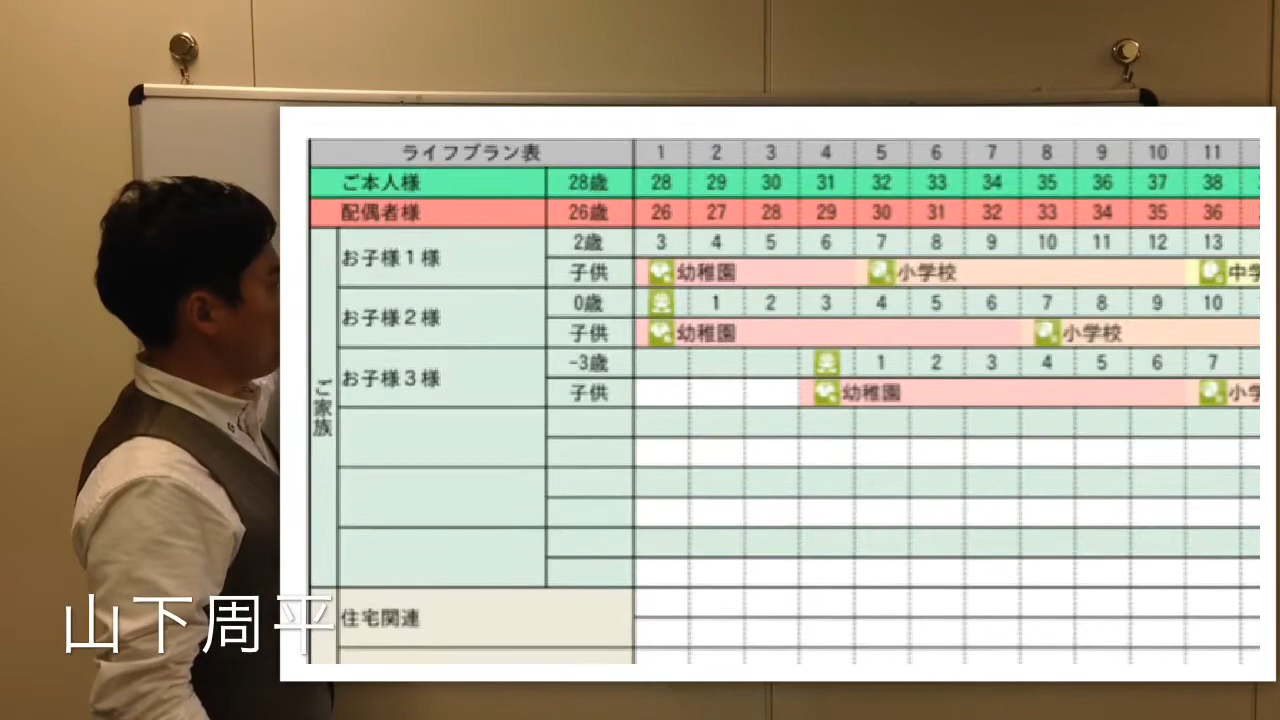 ライフプラン表 1 2 3 4 5 6 7 8 9 10 11
ご本人様 28歳 28 29 30 31 32 33 34 35 36 37 38
配偶者様 26歳 26 27 28 29 30 31 32 33 34 35 36
ご家族
お子様1様 2歳 3 4 5 6 7 8 9 10 11 12 13
子供 幼稚園 小学校 中学
お子様2様 0歳 1 2 3 4 5 6 7 8 9 10
子供 幼稚園 小学校
お子様3様 -3歳 1 2 3 4 5 6 7
子供 幼稚園 小学
住宅関連
山下周平